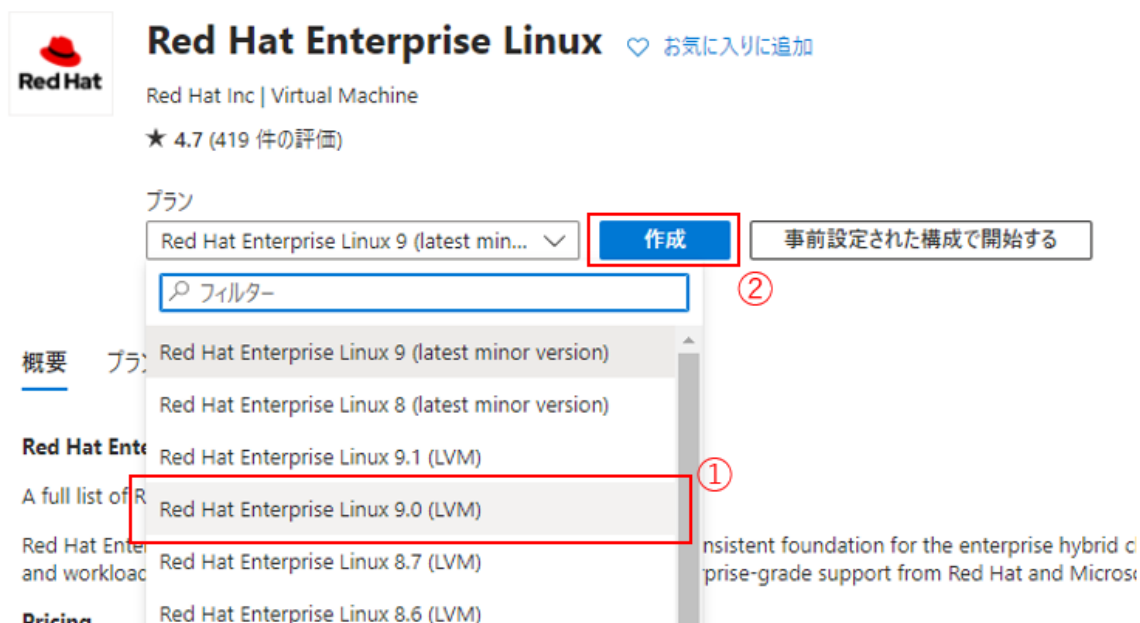 Red Hat
Red Hat Enterprise Linux ♡ お気に入りに追加
Red Hat Inc | Virtual Machine
★ 4.7 (419 件の評価)
プラン
Red Hat Enterprise Linux 9 (latest min...
作成
事前設定された構成で開始する
②
フィルター
概要
プラン
Red Hat Enterprise Linux 9 (latest minor version)
Red Hat Enterprise Linux 8 (latest minor version)
Red Hat Enterprise Linux 9.1 (LVM)
①
Red Hat Enterprise Linux 9.0 (LVM)
Red Hat Enterprise Linux 8.7 (LVM)
Red Hat Enterprise Linux 8.6 (LVM)
Red Hat Ente
A full list of R
Red Hat Ente
nsistent foundation for the enterprise hybrid c
and workload
prise-grade support from Red Hat and Micros
Pricing